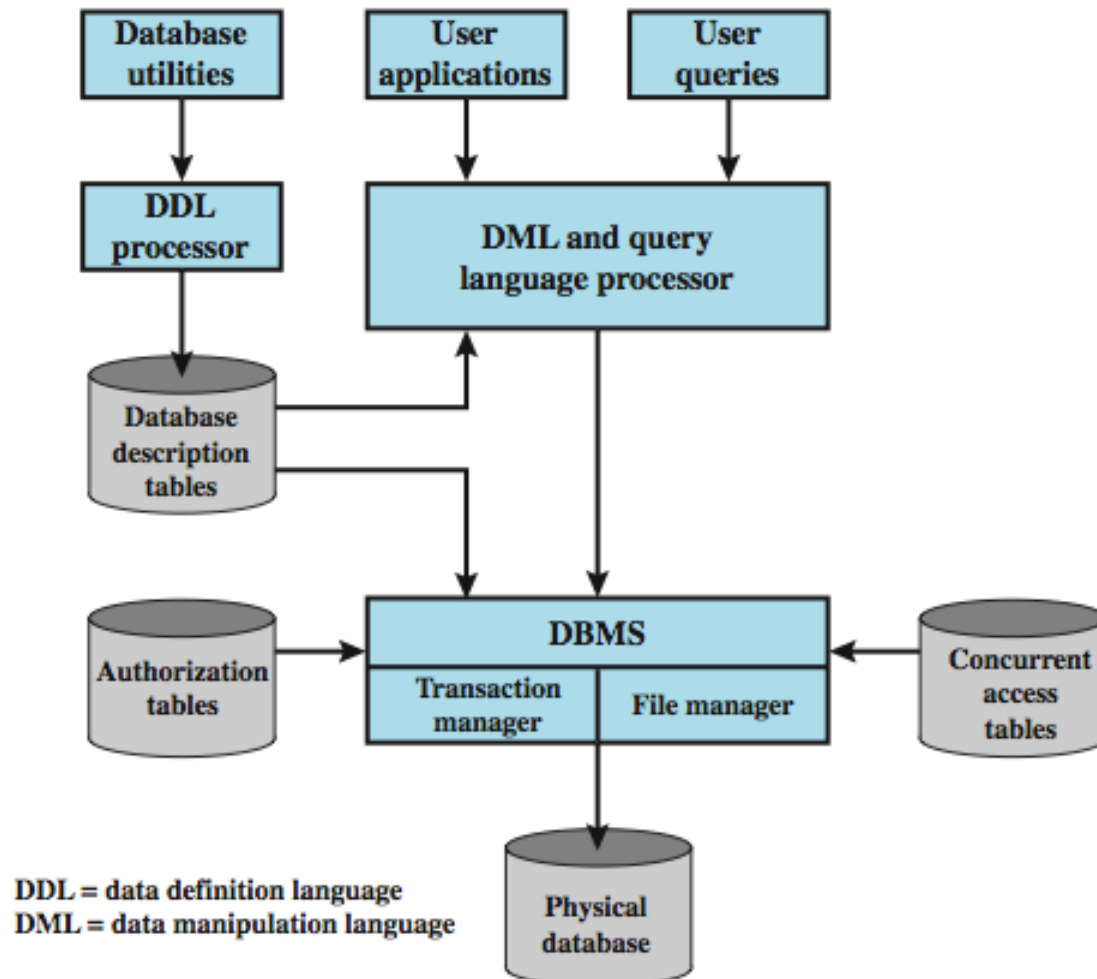 Database
utilities
User
applications
User
queries
DDL
processor
DML and query
language processor
Database
description
tables
DBMS
Authorization
tables
Transaction
manager
File manager
Concurrent
access
tables
DDL = data definition language
DML = data manipulation language
Physical
database